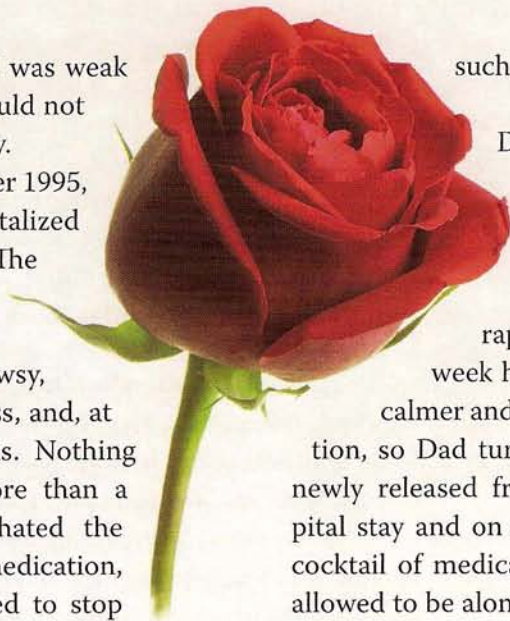 was weak
uld not
y.
er 1995,
talized
The
wsy,
ss, and, at
s. Nothing
ore than a
hated the
edication,
ed to stop
such
D
rap
week h
calmer and
tion, so Dad tur
newly released fr
pital stay and on
cocktail of medica
allowed to be alon